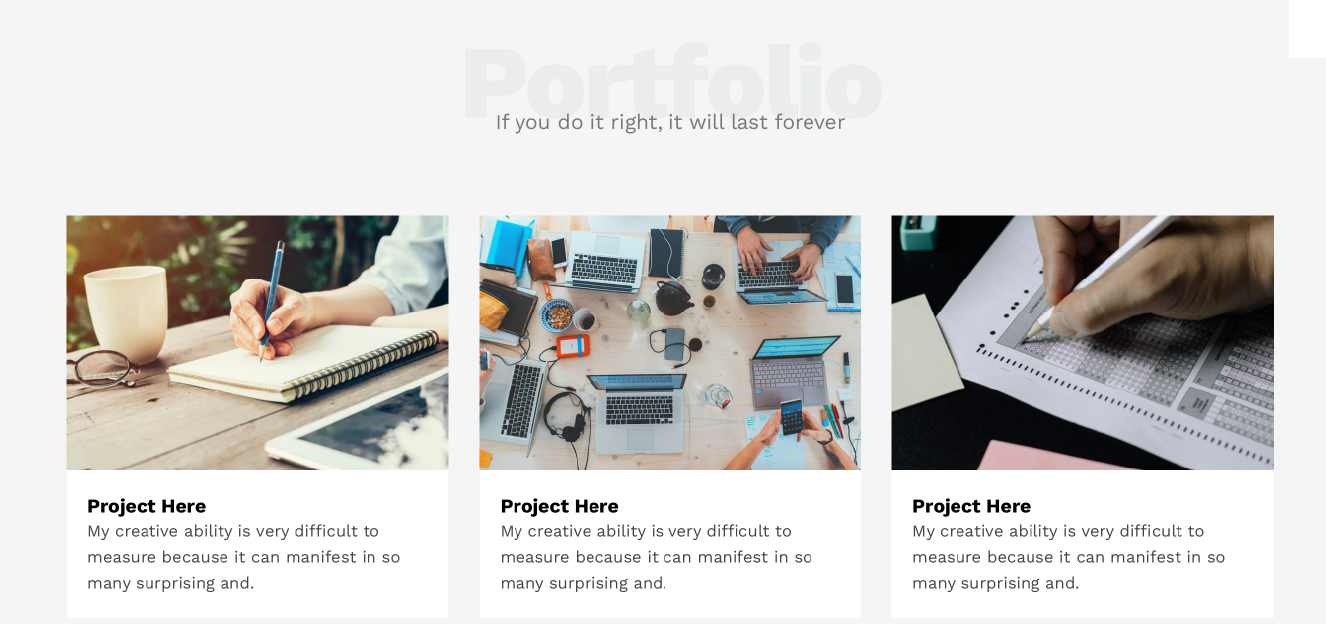 Portfolio
If you do it right, it will last forever
Project Here
My creative ability is very difficult to
measure because it can manifest in so
many surprising and.
Project Here
My creative ability is very difficult to
measure because it can manifest in so
many surprising and.
Project Here
My creative ability is very difficult to
measure because it can manifest in so
many surprising and.